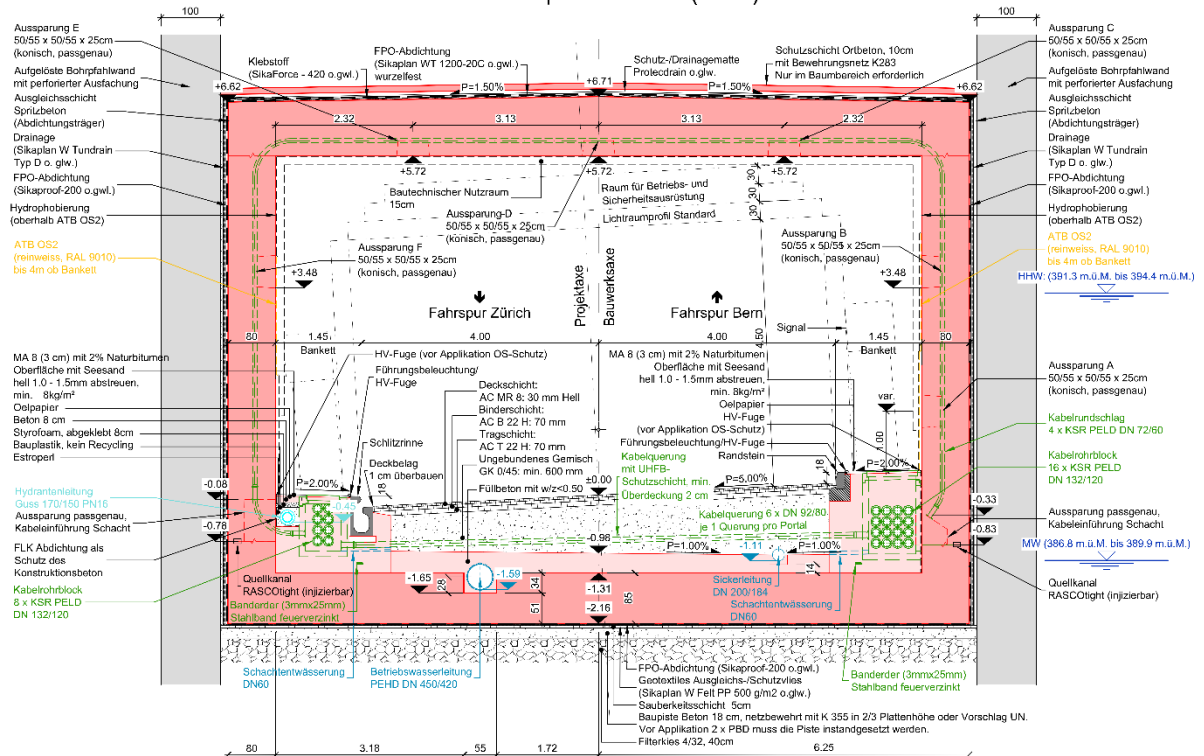 100
Aussparung E
50/55 x 50/55 x 25cm
(konisch, passgenau)
Aufgelöste Bohrpfahlwand
mit perforierter Ausfachung
Ausgleichsschicht
Spritzbeton
(Abdichtungsträger)
Drainage
(Sikaplan W Tundrain
Typ D o. glw.)
FPO-Abdichtung
(Sikaproof-200 o.gwl.)
Hydrophobierung
(oberhalb ATB OS2)
ATB OS2
(reinweiss, RAL 9010)
bis 4m ob Bankett
MA 8 (3 cm) mit 2% Naturbitumen
Oberfläche mit Seesand
hell 1.0 - 1.5mm abstreuen,
min. 8kg/m²
Oelpapier
Beton 8 cm
Styrofoam, abgeklebt 8cm
Bauplastik, kein Recycling
Estroperl
Hydrantenleitung
Guss 170/150 PN16
Aussparung passgenau,
Kabeleinführung Schacht
FLK Abdichtung als
Schutz des
Konstruktionsbeton
Kabelrohrblock
8 x KSR PELD
DN 132/120
Klebstoff
(SikaForce - 420 o.gwl.)
FPO-Abdichtung
(Sikaplan WT 1200-20C o.gwl.)
wurzelfest
Schutz-/Drainagematte
Protecdrain o.glw.
Schutzschicht Ortbeton, 10cm
mit Bewehrungsnetz K283
Nur im Baumbereich erforderlich
+6.62
P=1.50%
+6.71
P=1.50%
+6.62
2.32
3.13
3.13
2.32
+5.72
+5.72
+5.72
Bautechnischer Nutzraum
15cm
Raum für Betriebs- und
Sicherheitsausrüstung
Lichtraumprofil Standard
30
30
30
Aussparung-D
50/55 x 50/55 x 25cm
(konisch, passgenau)
Aussparung F
50/55 x 50/55 x 25cm
(konisch, passgenau)
Aussparung B
50/55 x 50/55 x 25cm
(konisch, passgenau)
+3.48
+3.48
Projektaxe
Bauwerksaxe
Fahrspur Zürich
Fahrspur Bern
Signal
80
1.45
4.00
4.00
1.45
80
Bankett
Bankett
4.50
HV-Fuge (vor Applikation OS-Schutz)
Führungsbeleuchtung/
HV-Fuge
Schlitzrinne
Deckbelag
1 cm überbauen
Deckschicht:
AC MR 8: 30 mm Hell
Binderschicht:
AC B 22 H: 70 mm
Tragschicht:
AC T 22 H: 70 mm
Ungebundenes Gemisch
GK 0/45: min. 600 mm
Füllbeton mit w/z<0.50
MA 8 (3 cm) mit 2% Naturbitumen
Oberfläche mit Seesand
hell 1.0 - 1.5mm abstreuen,
min. 8kg/m²
Oelpapier
HV-Fuge
(vor Applikation OS-Schutz)
Führungsbeleuchtung/HV-Fuge
Randstein
var.
1.00
Kabelquerung
mit UHFB-
Schutzschicht, min.
Überdeckung 2 cm
Kabelquerung 6 x DN 92/80,
je 1 Querung pro Portal
-0.08
-0.78
P=2.00%
-0.45
18
±0.00
P=5.00%
18
P=2.00%
-0.33
-0.83
-0.98
P=1.00%
-1.11
P=1.00%
14
-1.65
28
-1.59
34
51
-1.31
-2.16
85
Quellkanal
RASCOtight (injizierbar)
Banderder (3mmx25mm)
Stahlband feuerverzinkt
Sickerleitung
DN 200/184
Schachtentwässerung
DN60
Schachtentwässerung
DN60
Betriebswasserleitung
PEHD DN 450/420
Banderder (3mmx25mm)
Stahlband feuerverzinkt
FPO-Abdichtung (Sikaproof-200 o.gwl.)
Geotextiles Ausgleichs-/Schutzvlies
(Sikaplan W Felt PP 500 g/m2 o.glw.)
Sauberkeitsschicht 5cm
Baupiste Beton 18 cm, netzbewehrt mit K 355 in 2/3 Plattenhöhe oder Vorschlag UN.
Vor Applikation 2 x PBD muss die Piste instandgesetzt werden.
Filterkies 4/32, 40cm
80
3.18
55
1.72
6.25
100
Aussparung C
50/55 x 50/55 x 25cm
(konisch, passgenau)
Aufgelöste Bohrpfahlwand
mit perforierter Ausfachung
Ausgleichsschicht
Spritzbeton
(Abdichtungsträger)
Drainage
(Sikaplan W Tundrain
Typ D o. glw.)
FPO-Abdichtung
(Sikaproof-200 o.gwl.)
Hydrophobierung
(oberhalb ATB OS2)
ATB OS2
(reinweiss, RAL 9010)
bis 4m ob Bankett
HHW: (391.3 m.ü.M. bis 394.4 m.ü.M.)
Aussparung A
50/55 x 50/55 x 25cm
(konisch, passgenau)
Kabelrundschlag
4 x KSR PELD DN 72/60
Kabelrohrblock
16 x KSR PELD
DN 132/120
Aussparung passgenau,
Kabeleinführung Schacht
MW (386.8 m.ü.M. bis 389.9 m.ü.M.)
Quellkanal
RASCOtight (injizierbar)